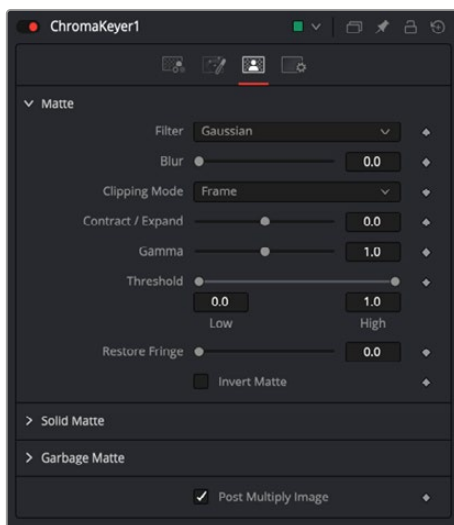 ChromaKeyer1
Matte
Filter Gaussian
Blur 0.0
Clipping Mode Frame
Contract / Expand 0.0
Gamma 1.0
Threshold
0.0 1.0
Low High
Restore Fringe 0.0
Invert Matte
Solid Matte
Garbage Matte
Post Multiply Image